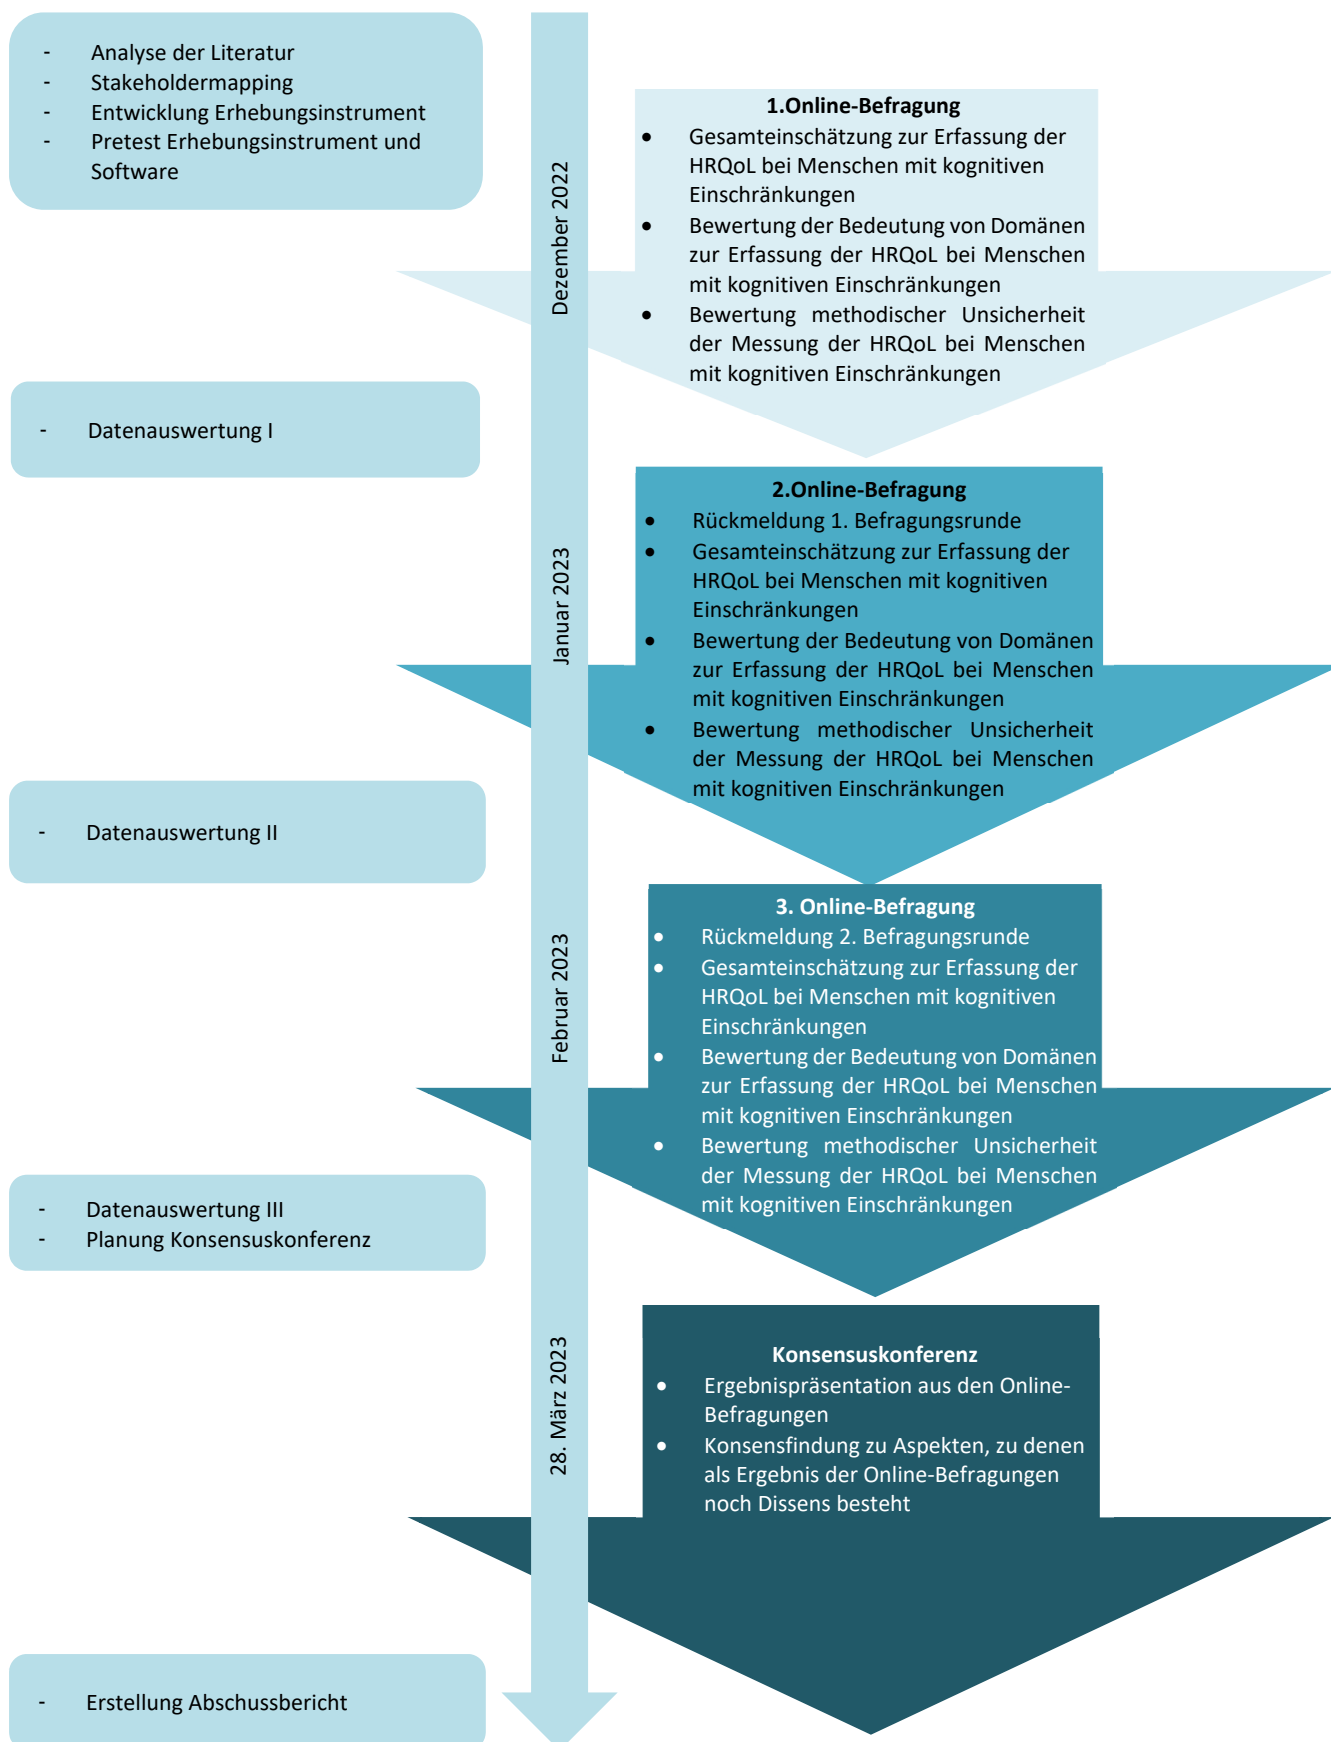 - Analyse der Literatur
- Stakeholdermapping
- Entwicklung Erhebungsinstrument
- Pretest Erhebungsinstrument und
Software
Dezember 2022
1.Online-Befragung
• Gesamteinschätzung zur Erfassung der
HRQoL bei Menschen mit kognitiven
Einschränkungen
• Bewertung der Bedeutung von Domänen
zur Erfassung der HRQoL bei Menschen
mit kognitiven Einschränkungen
• Bewertung methodischer Unsicherheit
der Messung der HRQoL bei Menschen
mit kognitiven Einschränkungen
- Datenauswertung I
Januar 2023
2.Online-Befragung
• Rückmeldung 1. Befragungsrunde
• Gesamteinschätzung zur Erfassung der
HRQoL bei Menschen mit kognitiven
Einschränkungen
• Bewertung der Bedeutung von Domänen
zur Erfassung der HRQoL bei Menschen
mit kognitiven Einschränkungen
• Bewertung methodischer Unsicherheit
der Messung der HRQoL bei Menschen
mit kognitiven Einschränkungen
- Datenauswertung II
Februar 2023
3. Online-Befragung
• Rückmeldung 2. Befragungsrunde
• Gesamteinschätzung zur Erfassung der
HRQoL bei Menschen mit kognitiven
Einschränkungen
• Bewertung der Bedeutung von Domänen
zur Erfassung der HRQoL bei Menschen
mit kognitiven Einschränkungen
• Bewertung methodischer Unsicherheit
der Messung der HRQoL bei Menschen
mit kognitiven Einschränkungen
- Datenauswertung III
- Planung Konsensuskonferenz
28. März 2023
Konsensuskonferenz
• Ergebnispräsentation aus den Online-
Befragungen
• Konsensfindung zu Aspekten, zu denen
als Ergebnis der Online-Befragungen
noch Dissens besteht
- Erstellung Abschussbericht